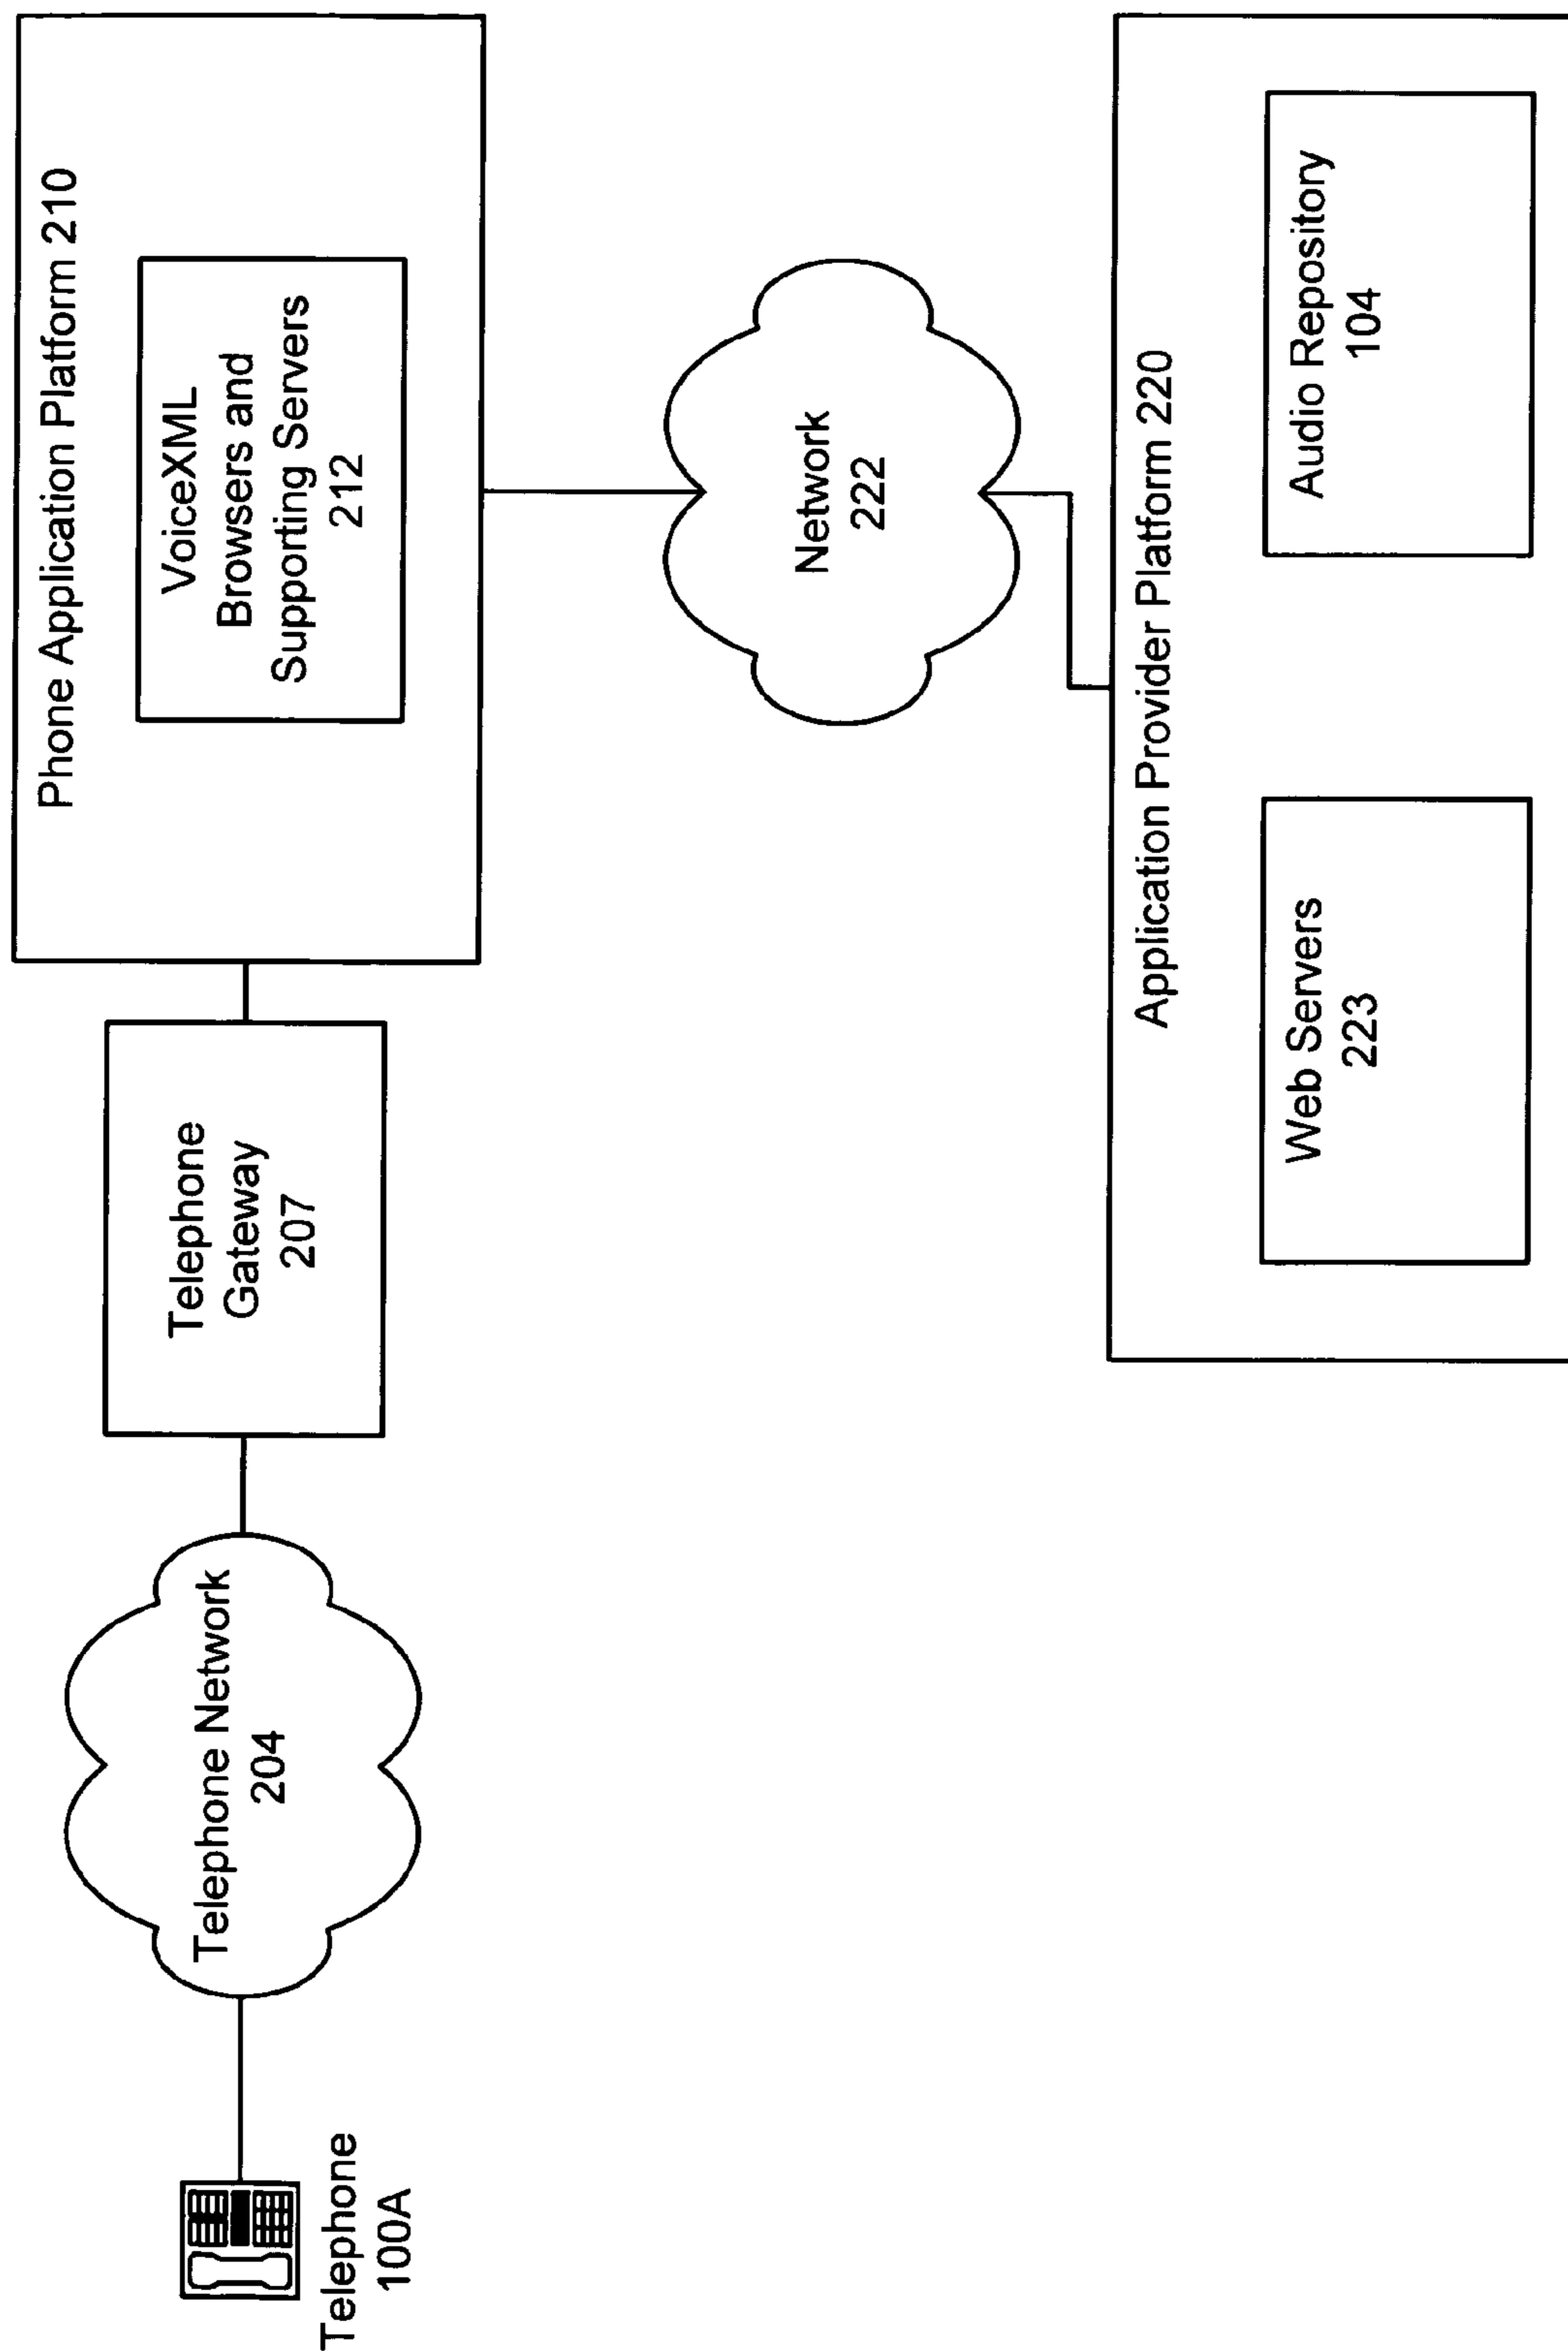 Telephone
100A
Telephone Network
204
Telephone
Gateway
207
Phone Application Platform 210
VoiceXML
Browsers and
Supporting Servers
212
Network
222
Application Provider Platform 220
Web Servers
223
Audio Repository
104